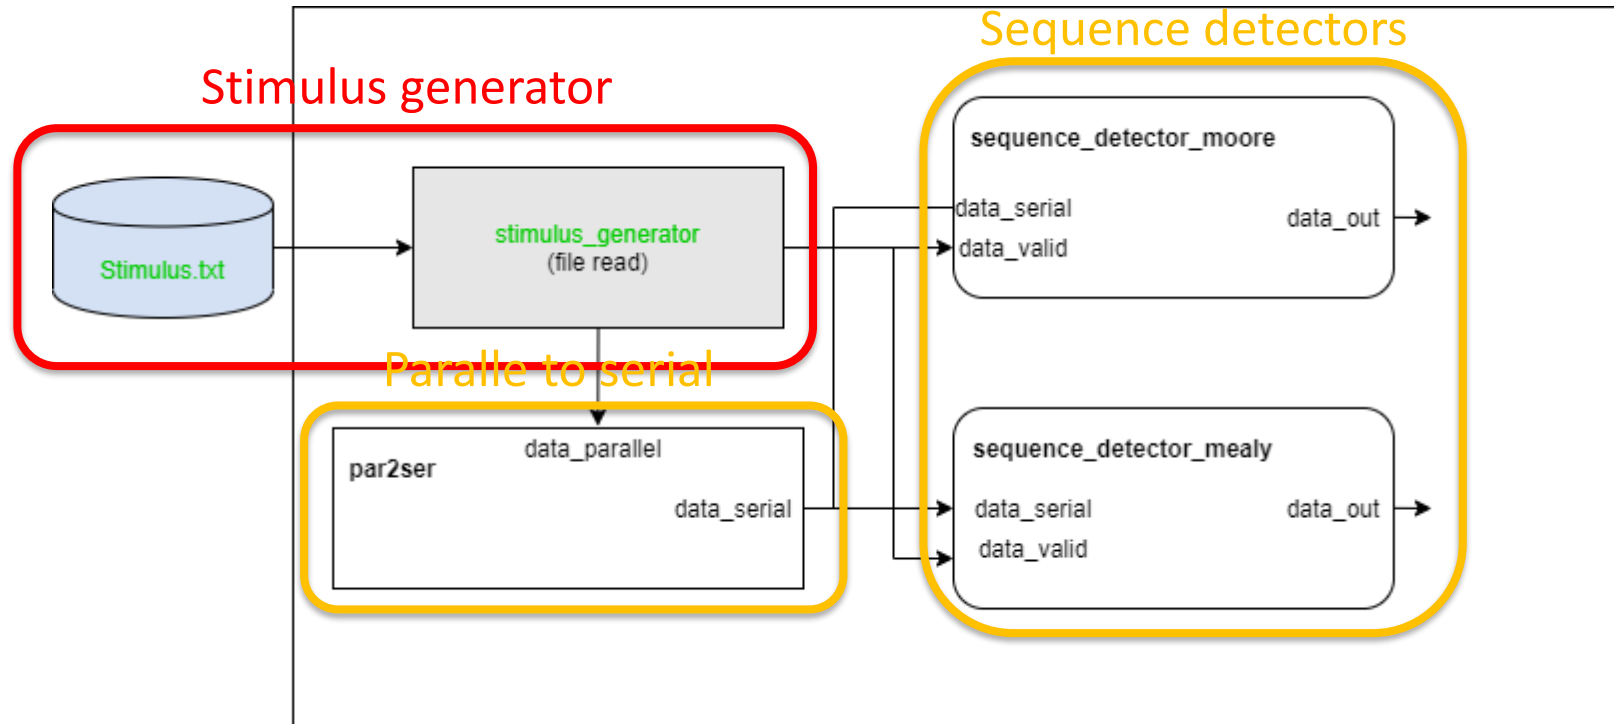 Sequence detectors
Stimulus generator
sequence_detector_moore
data_serial
data_out
data_valid
stimulus_generator
(file read)
Stimulus.txt
Paralle to serial
data_parallel
par2ser
data_serial
sequence_detector_mealy
data_serial
data_out
data_valid